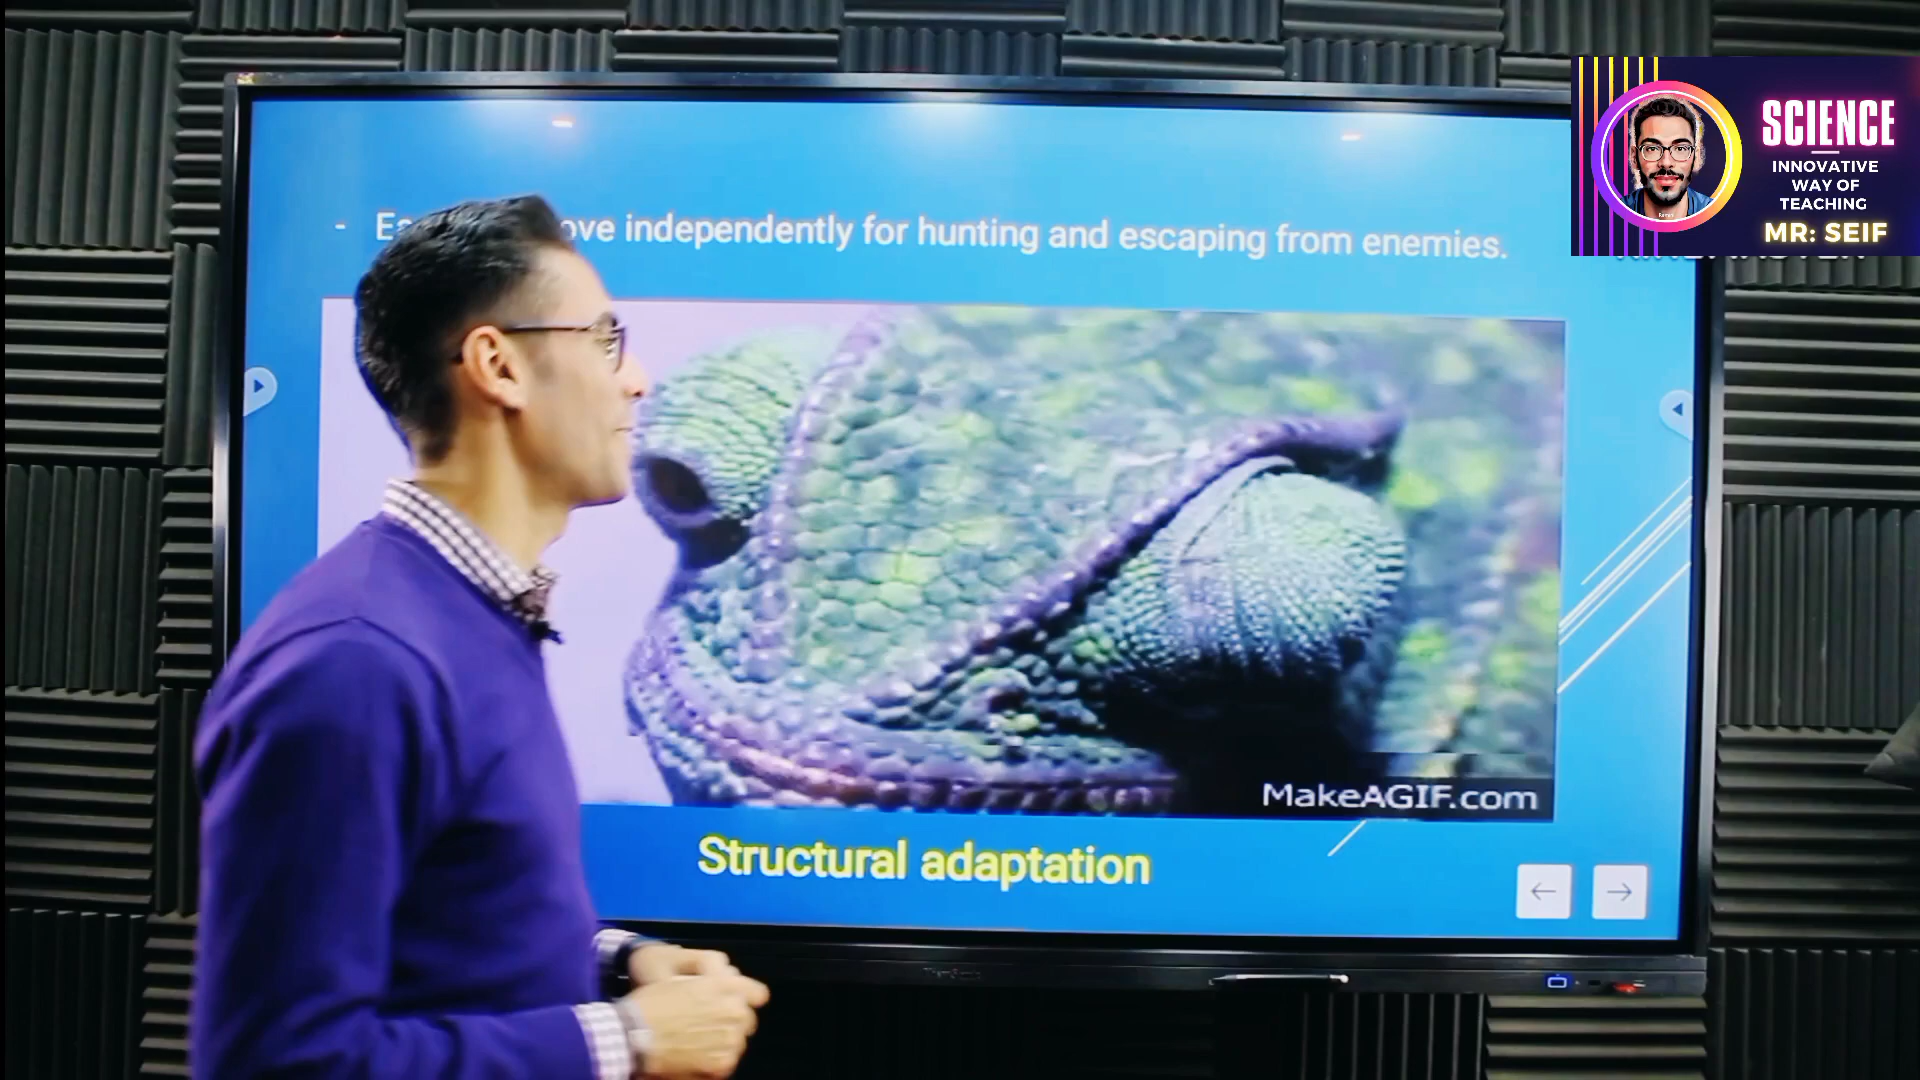 - Ea ove independently for hunting and escaping from enemies.
MakeAGIF.com
Structural adaptation
SCIENCE
INNOVATIVE
WAY OF
TEACHING
MR: SEIF